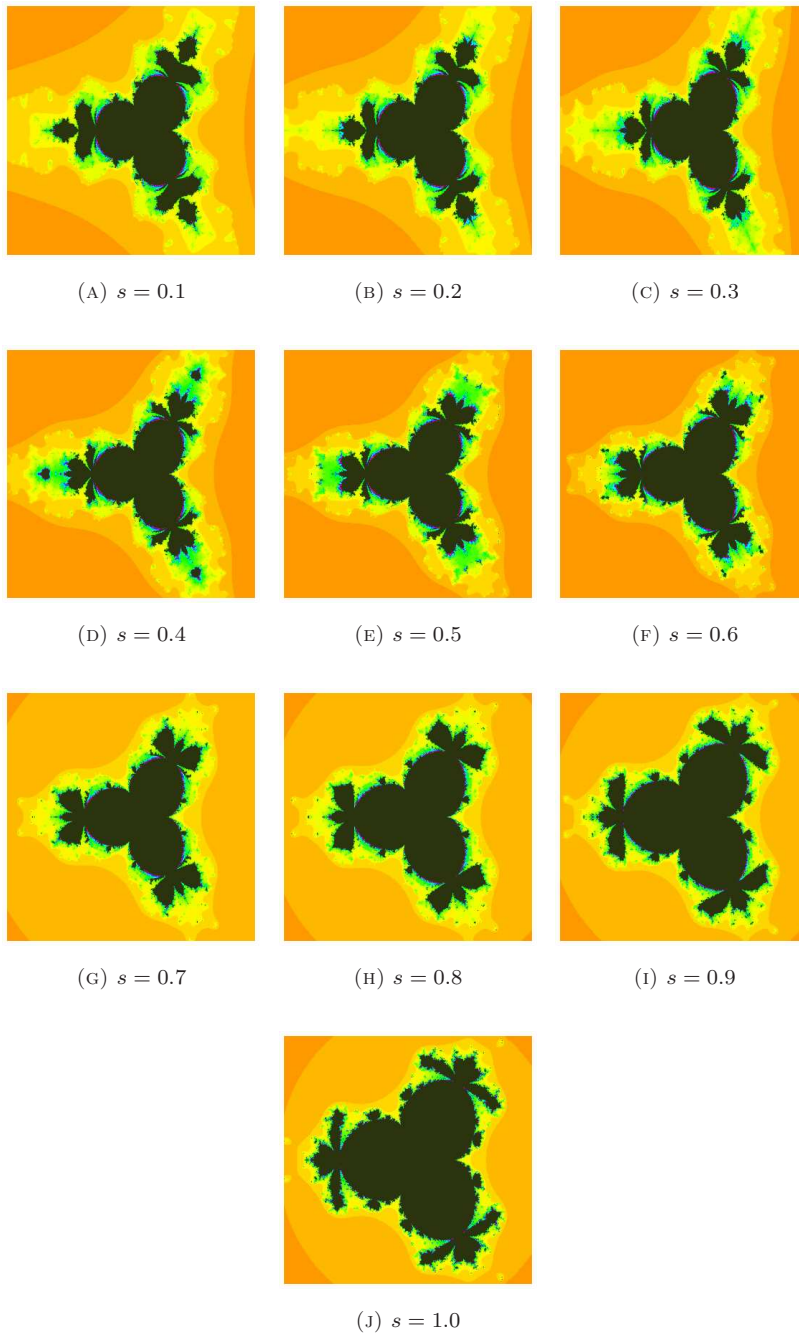 (A) s = 0.1
(B) s = 0.2
(C) s = 0.3
(D) s = 0.4
(E) s = 0.5
(F) s = 0.6
(G) s = 0.7
(H) s = 0.8
(I) s = 0.9
(J) s = 1.0